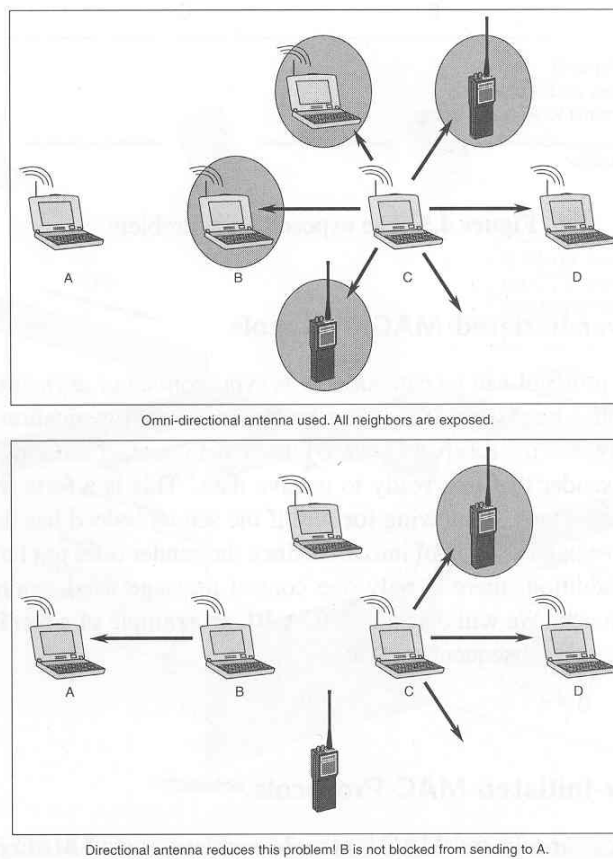 A
B
C
D
Omni-directional antenna used. All neighbors are exposed.
A
B
C
D
Directional antenna reduces this problem! B is not blocked from sending to A.